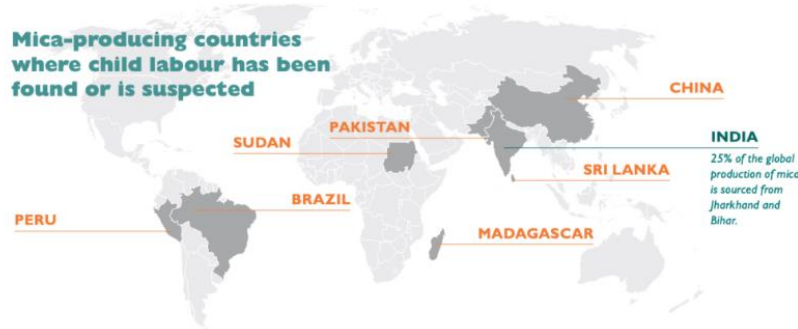 Mica-producing countries
where child labour has been
found or is suspected
CHINA
PAKISTAN
INDIA
SUDAN
25% of the global
production of mica
is sourced from
Jharkhand and
Bihar.
SRI LANKA
BRAZIL
PERU
MADAGASCAR